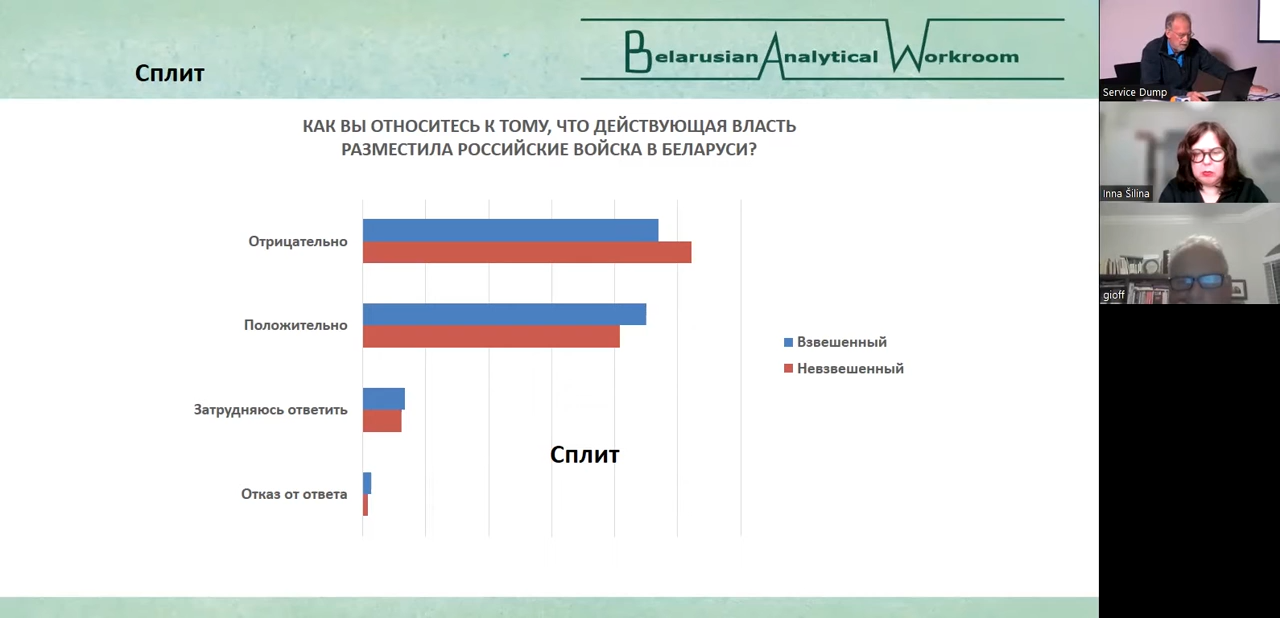 Сплит
Belarusian Analytical Workroom
КАК ВЫ ОТНОСИТЕСЬ К ТОМУ, ЧТО ДЕЙСТВУЮЩАЯ ВЛАСТЬ
РАЗМЕСТИЛА РОССИЙСКИЕ ВОЙСКА В БЕЛАРУСИ?
Отрицательно
Положительно
Затрудняюсь ответить
Отказ от ответа
Сплит
Взвешенный
Невзвешенный
Service Dump
Inna Šilina
gioff